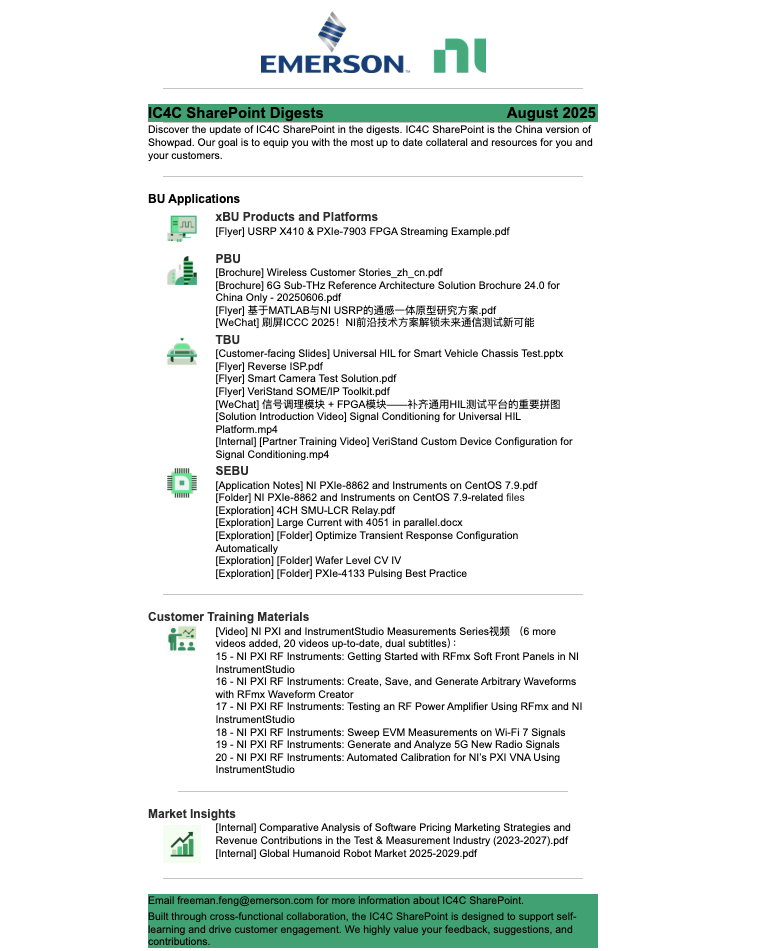 EMERSON™ ni
IC4C SharePoint Digests August 2025
Discover the update of IC4C SharePoint in the digests. IC4C SharePoint is the China version of
Showpad. Our goal is to equip you with the most up to date collateral and resources for you and
your customers.
BU Applications
xBU Products and Platforms
[Flyer] USRP X410 & PXIe-7903 FPGA Streaming Example.pdf
PBU
[Brochure] Wireless Customer Stories_zh_cn.pdf
[Brochure] 6G Sub-THz Reference Architecture Solution Brochure 24.0 for
China Only - 20250606.pdf
[Flyer] 基于MATLAB与NI USRP的通感一体原型研究方案.pdf
[WeChat] 刷屏ICCC 2025！NI前沿技术方案解锁未来通信测试新可能
TBU
[Customer-facing Slides] Universal HIL for Smart Vehicle Chassis Test.pptx
[Flyer] Reverse ISP.pdf
[Flyer] Smart Camera Test Solution.pdf
[Flyer] VeriStand SOME/IP Toolkit.pdf
[WeChat] 信号调理模块 + FPGA模块——补齐通用HIL测试平台的重要拼图
[Solution Introduction Video] Signal Conditioning for Universal HIL
Platform.mp4
[Internal] [Partner Training Video] VeriStand Custom Device Configuration for
Signal Conditioning.mp4
SEBU
[Application Notes] NI PXIe-8862 and Instruments on CentOS 7.9.pdf
[Folder] NI PXIe-8862 and Instruments on CentOS 7.9-related files
[Exploration] 4CH SMU-LCR Relay.pdf
[Exploration] Large Current with 4051 in parallel.docx
[Exploration] [Folder] Optimize Transient Response Configuration
Automatically
[Exploration] [Folder] Wafer Level CV IV
[Exploration] [Folder] PXIe-4133 Pulsing Best Practice
Customer Training Materials
[Video] NI PXI and InstrumentStudio Measurements Series视频 （6 more
videos added, 20 videos up-to-date, dual subtitles)：
15 - NI PXI RF Instruments: Getting Started with RFmx Soft Front Panels in NI
InstrumentStudio
16 - NI PXI RF Instruments: Create, Save, and Generate Arbitrary Waveforms
with RFmx Waveform Creator
17 - NI PXI RF Instruments: Testing an RF Power Amplifier Using RFmx and NI
InstrumentStudio
18 - NI PXI RF Instruments: Sweep EVM Measurements on Wi-Fi 7 Signals
19 - NI PXI RF Instruments: Generate and Analyze 5G New Radio Signals
20 - NI PXI RF Instruments: Automated Calibration for NI's PXI VNA Using
InstrumentStudio
Market Insights
[Internal] Comparative Analysis of Software Pricing Marketing Strategies and
Revenue Contributions in the Test & Measurement Industry (2023-2027).pdf
[Internal] Global Humanoid Robot Market 2025-2029.pdf
Email freeman.feng@emerson.com for more information about IC4C SharePoint.
Built through cross-functional collaboration, the IC4C SharePoint is designed to support self-
learning and drive customer engagement. We highly value your feedback, suggestions, and
contributions.